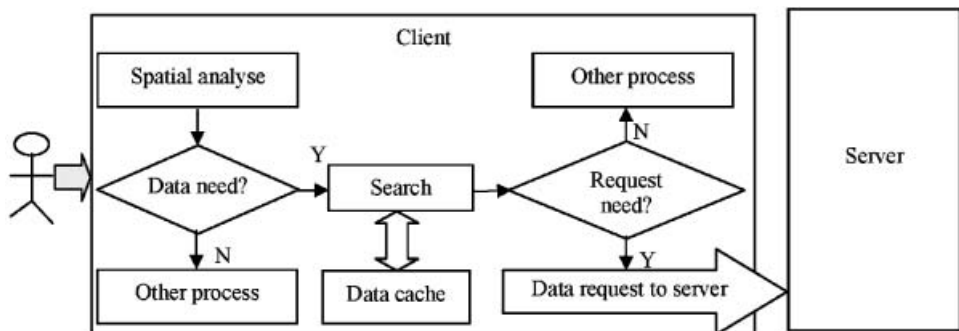 Client
Spatial analyse
Other process
Y
N
Data need?
Search
Request
need?
Server
N
Y
Other process
Data cache
Data request to server